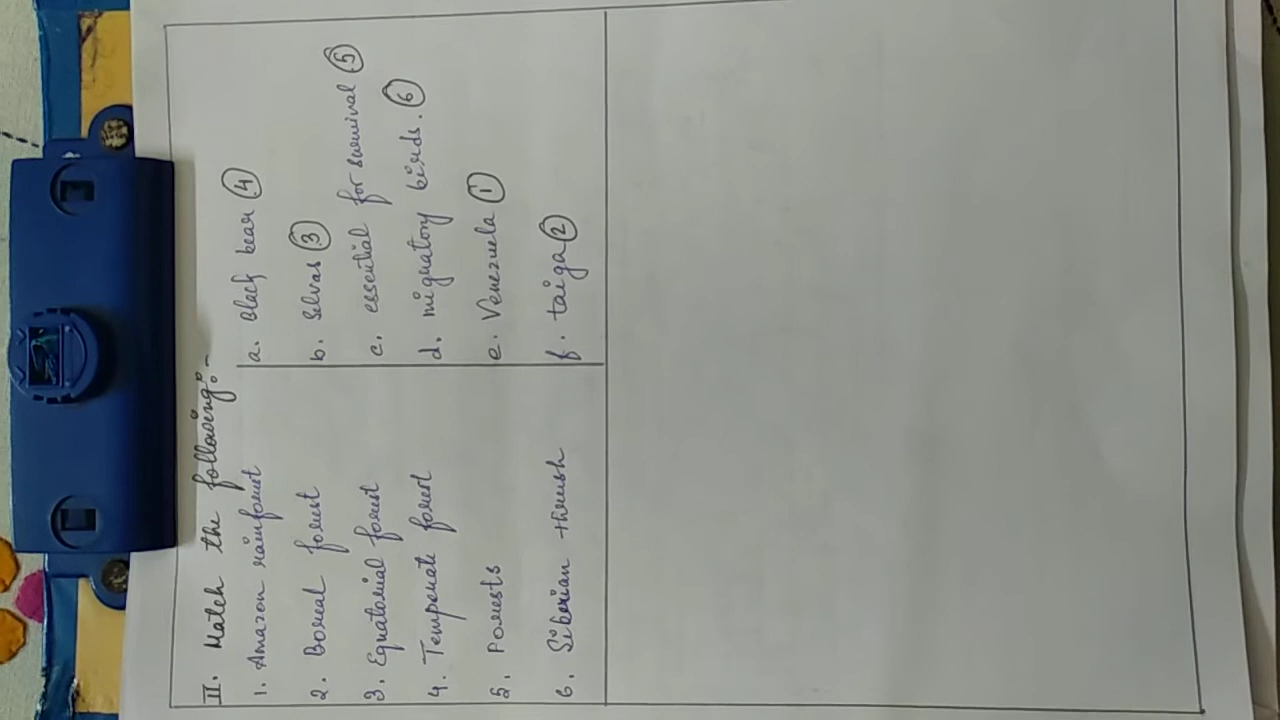 II. Match the following:-
1. Amazon rainforest a. Black bear ④
2. Boreal forest b. Selvas ③
3. Equatorial forest c. essential for survival ⑤
4. Temperate forest d. migratory birds. ⑥
5. Forests e. Venezuela ①
6. Siberian thrush f. taiga ②